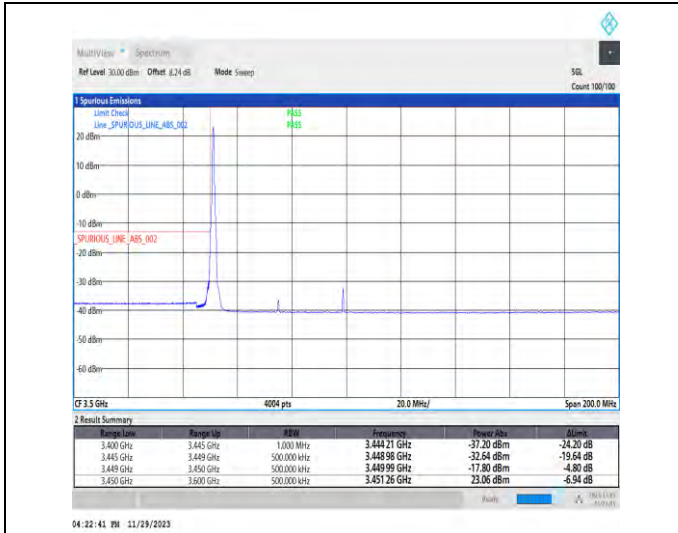 MultiView Spectrum
Ref Level 30.00 dBm Offset 8.24 dB Mode Sweep SGL
Count 100/100
1 Spurious Emissions
Limit Check PASS
Line _SPURIOUS_LINE_ABS_002 PASS
20 dBm
10 dBm
0 dBm
-10 dBm
_SPURIOUS_LINE_ABS_002
-20 dBm
-30 dBm
-40 dBm
-50 dBm
-60 dBm
CF 3.5 GHz 4004 pts 20.0 MHz/ Span 200.0 MHz
2 Result Summary
Range Low Range Up RBW Frequency Power Abs ΔLimit
3.400 GHz 3.445 GHz 1.000 MHz 3.444 21 GHz -37.20 dBm -24.20 dB
3.445 GHz 3.449 GHz 500.000 kHz 3.448 98 GHz -32.64 dBm -19.64 dB
3.449 GHz 3.450 GHz 500.000 kHz 3.449 99 GHz -17.80 dBm -4.80 dB
3.450 GHz 3.600 GHz 500.000 kHz 3.451 26 GHz 23.06 dBm -6.94 dB
Ready
04:22:41 PM 11/29/2023